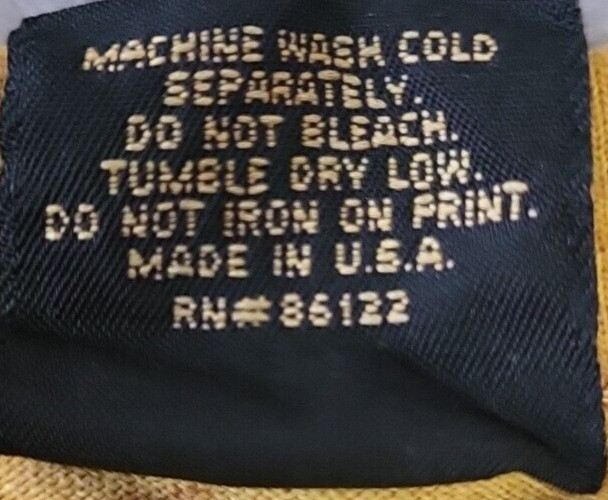 MACHINE WASH COLD
SEPARATELY.
DO NOT BLEACH.
TUMBLE DRY LOW.
DO NOT IRON ON PRINT.
MADE IN U.S.A.
RN#86122